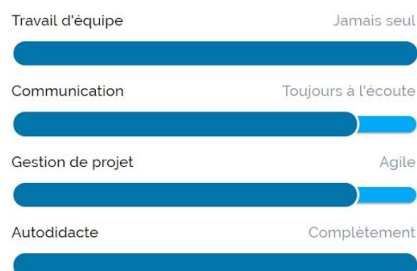 Travail d'équipe Jamais seul
Communication Toujours à l'écoute
Gestion de projet Agile
Autodidacte Complètement